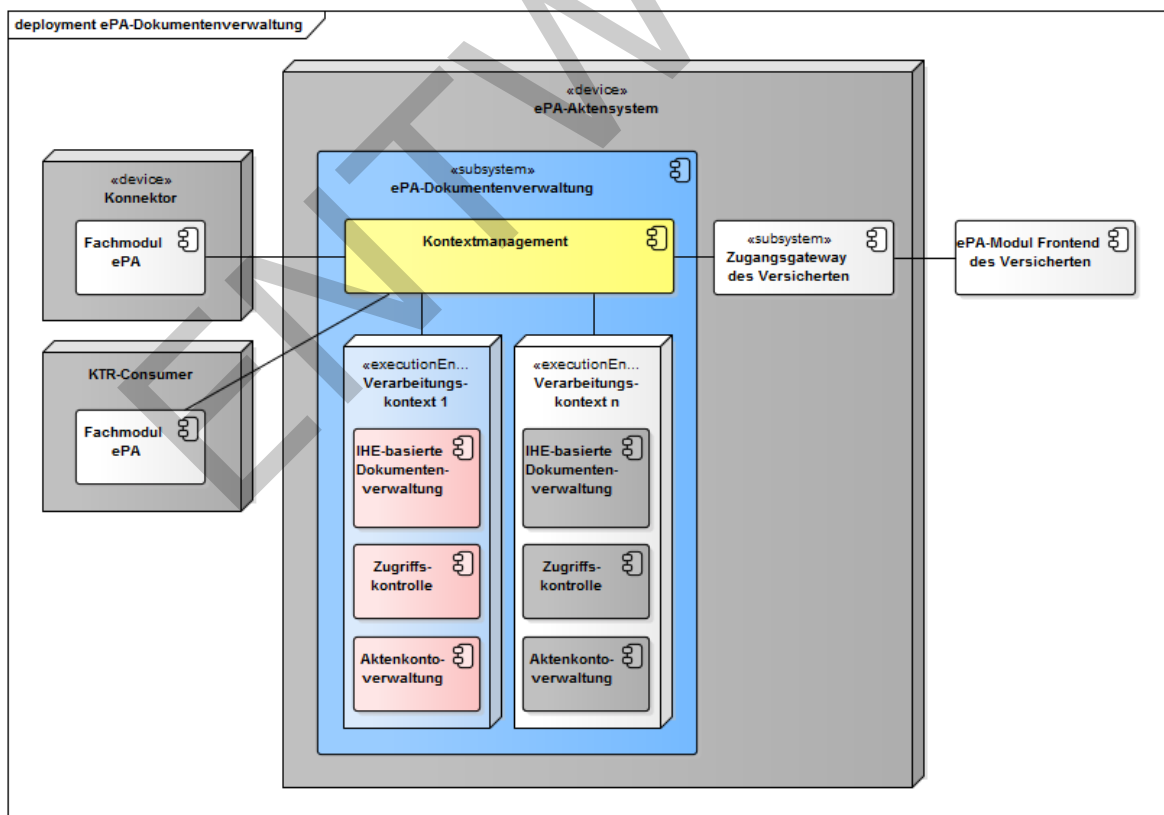 deployment ePA-Dokumentenverwaltung
«device»
ePA-Aktensystem
«device»
Konnektor
Fachmodul
ePA
KTR-Consumer
Fachmodul
ePA
«subsystem»
ePA-Dokumentenverwaltung
Kontextmanagement
«subsystem»
Zugangsgateway
des Versicherten
ePA-Modul Frontend
des Versicherten
«executionEn...
Verarbeitungs-
kontext 1
IHE-basierte
Dokumenten-
verwaltung
Zugriffs-
kontrolle
Aktenkonto-
verwaltung
«executionEn...
Verarbeitungs-
kontext n
IHE-basierte
Dokumenten-
verwaltung
Zugriffs-
kontrolle
Aktenkonto-
verwaltung
ENTW